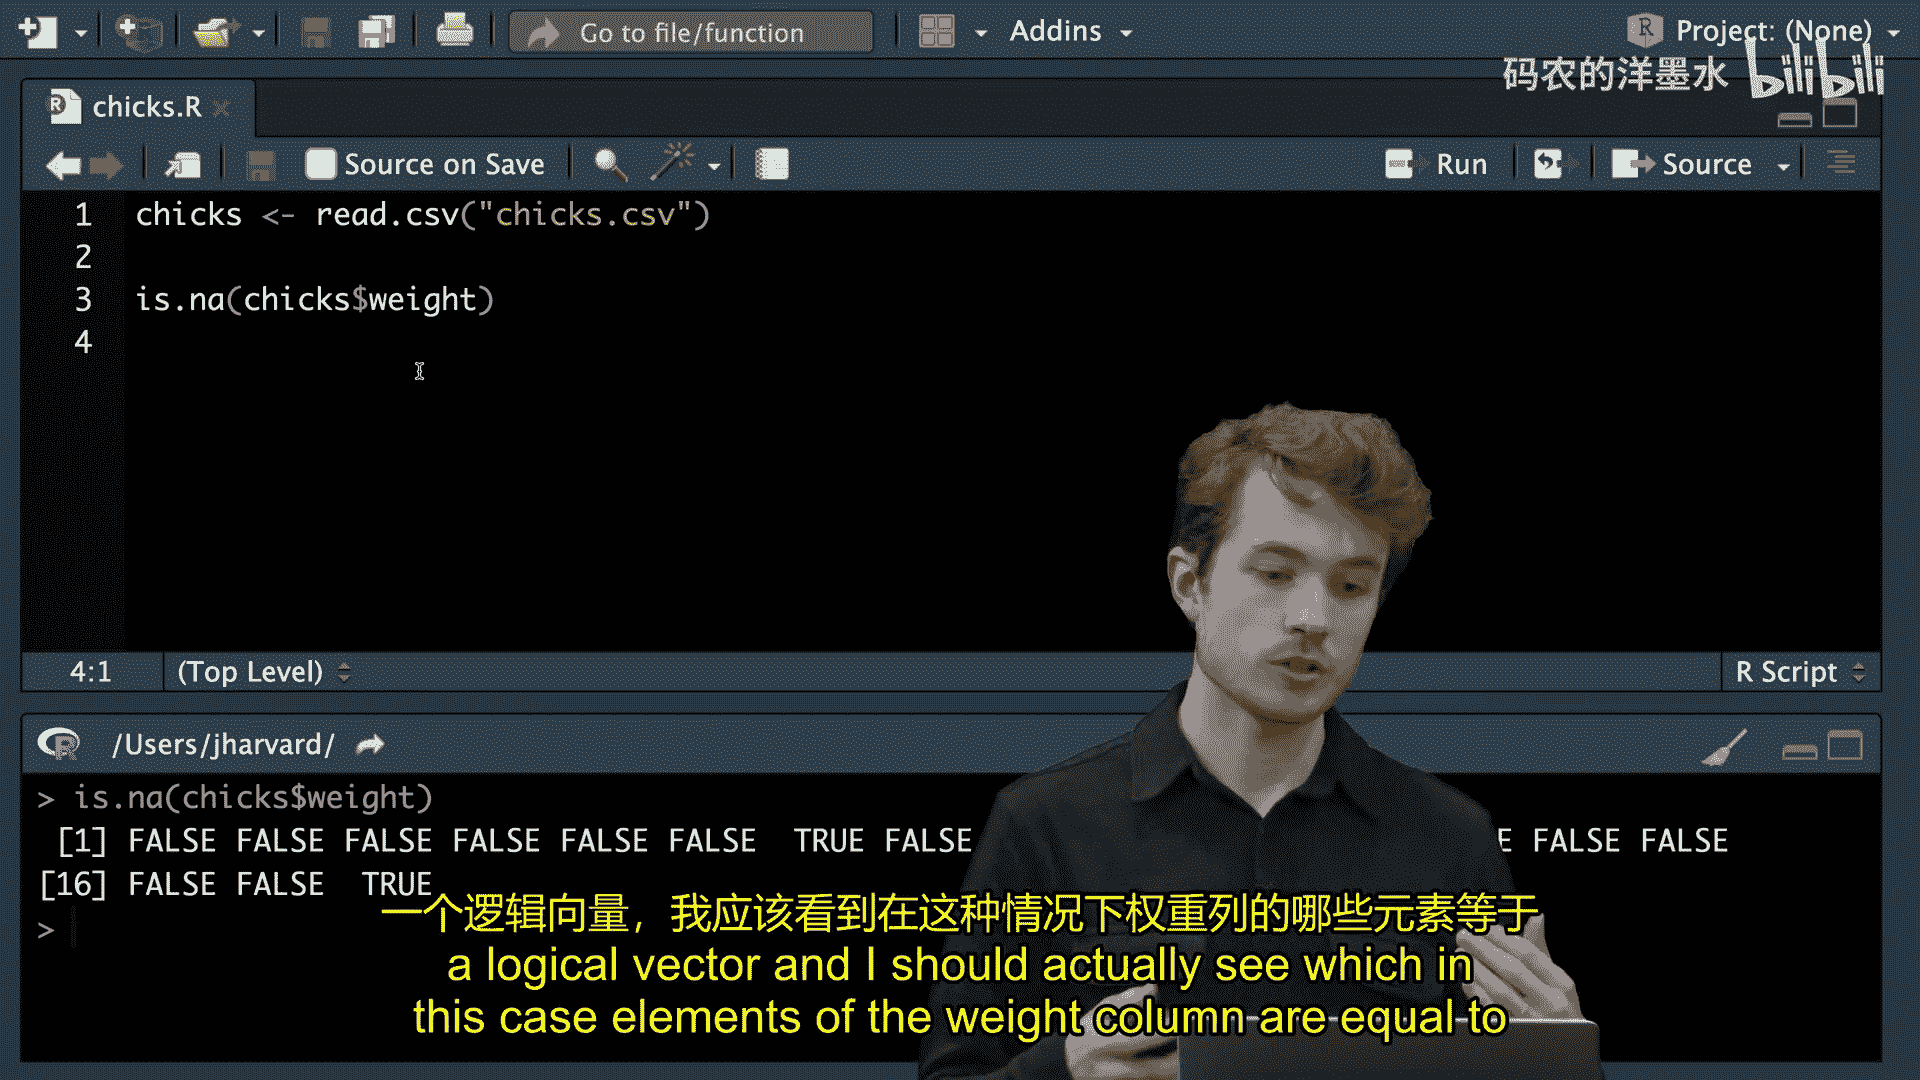 Go to file/function
Addins
Project: (None)
码农的洋墨水 bilibili
chicks.R
Source on Save
Run
Source
1 chicks <- read.csv("chicks.csv")
2
3 is.na(chicks$weight)
4
4:1
(Top Level)
R Script
/Users/jharvard/
> is.na(chicks$weight)
[1] FALSE FALSE FALSE FALSE FALSE FALSE TRUE FALSE FALSE FALSE
[16] FALSE FALSE TRUE
>
一个逻辑向量，我应该看到在这种情况下权重列的哪些元素等于
a logical vector and I should actually see which in
this case elements of the weight column are equal to